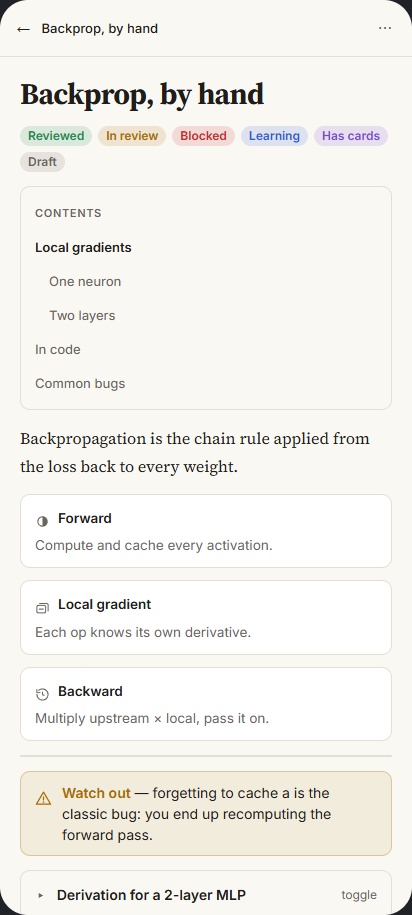 Backprop, by hand
Backprop, by hand
Reviewed In review Blocked Learning Has cards
Draft
CONTENTS
Local gradients
One neuron
Two layers
In code
Common bugs
Backpropagation is the chain rule applied from
the loss back to every weight.
Forward
Compute and cache every activation.
Local gradient
Each op knows its own derivative.
Backward
Multiply upstream × local, pass it on.
Watch out — forgetting to cache a is the
classic bug: you end up recomputing the
forward pass.
Derivation for a 2-layer MLP toggle